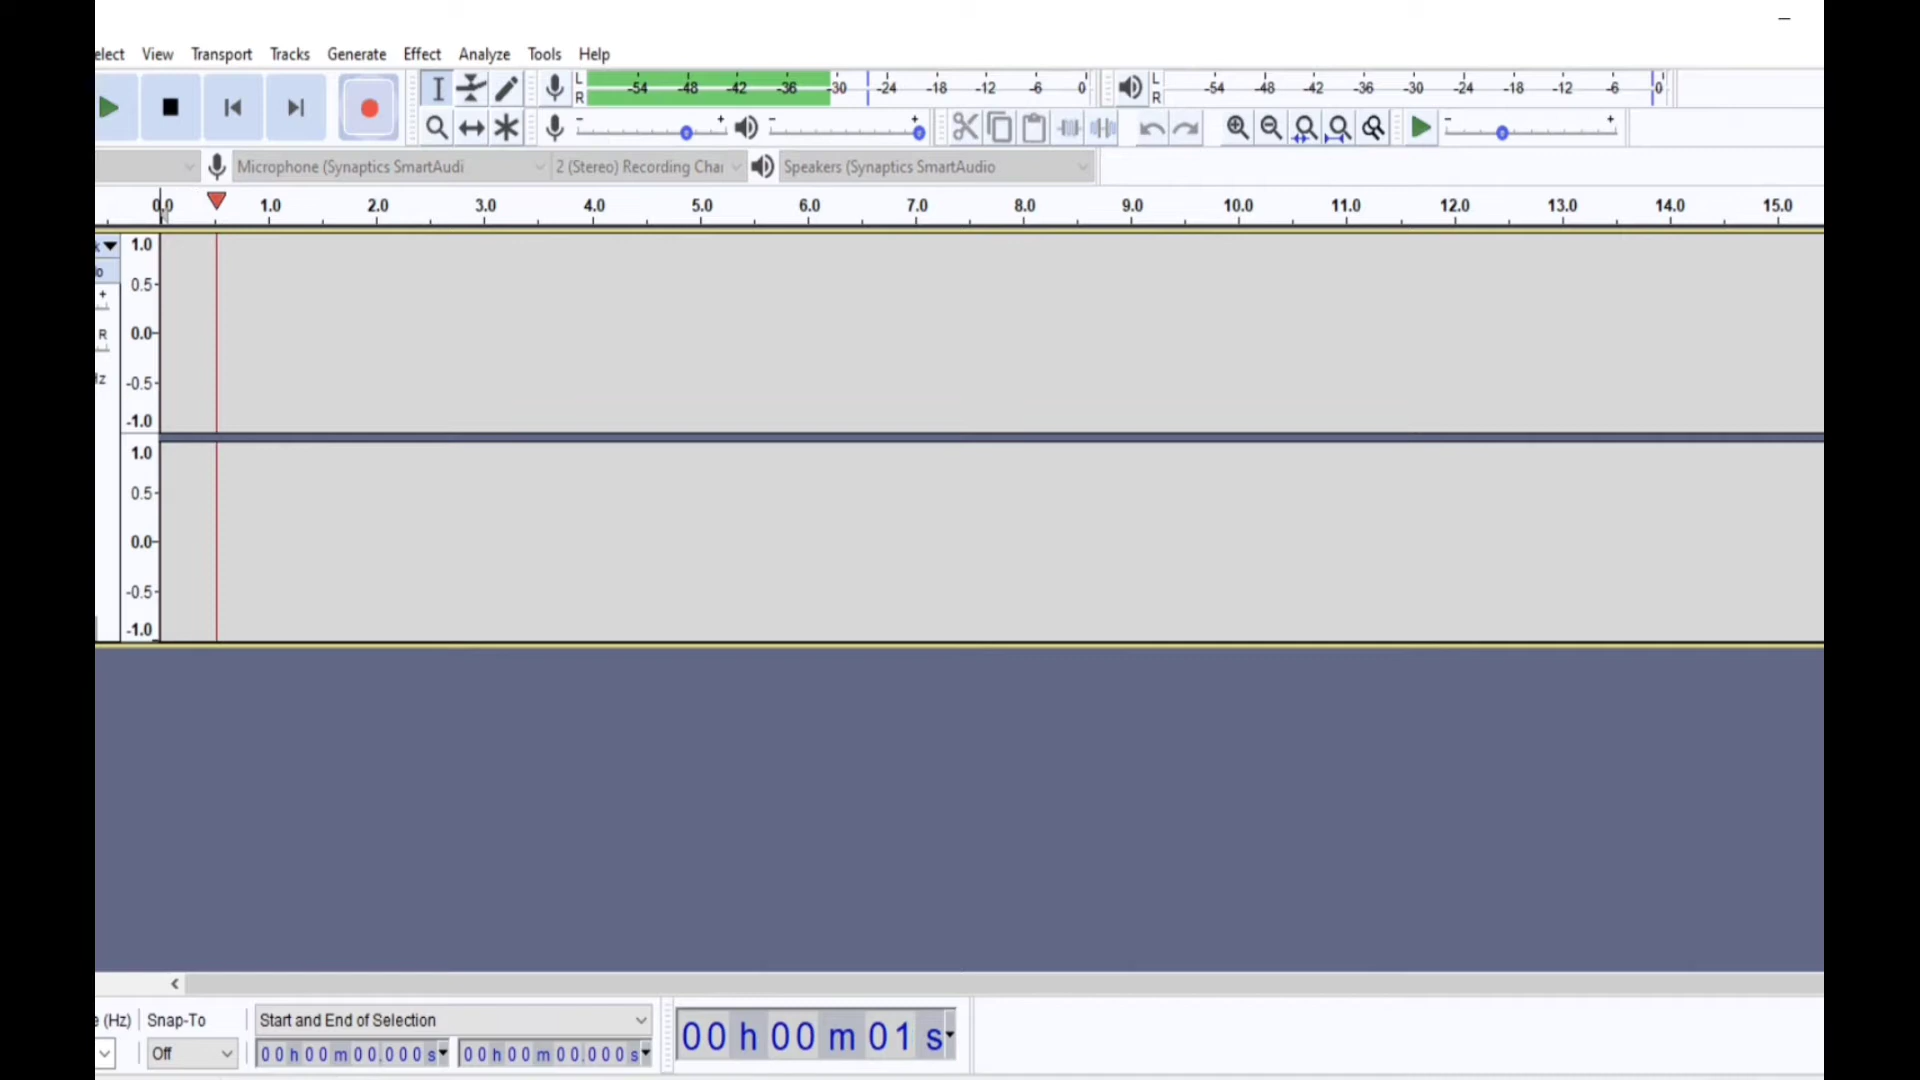 elect View Transport Tracks Generate Effect Analyze Tools Help
L
R
-54 -48 -42 -36 -30 -24 -18 -12 -6 0
L
R
-54 -48 -42 -36 -30 -24 -18 -12 -6 0
- + - + - +
Microphone (Synaptics SmartAudi 2 (Stereo) Recording Chai Speakers (Synaptics SmartAudio
0.0 1.0 2.0 3.0 4.0 5.0 6.0 7.0 8.0 9.0 10.0 11.0 12.0 13.0 14.0 15.0
1.0
0.5
+
R
0.0
-0.5
-1.0
1.0
0.5
0.0
-0.5
-1.0
(Hz) Snap-To Start and End of Selection
Off 00 h 00 m 00.000 s 00 h 00 m 00.000 s
00 h 00 m 01 s